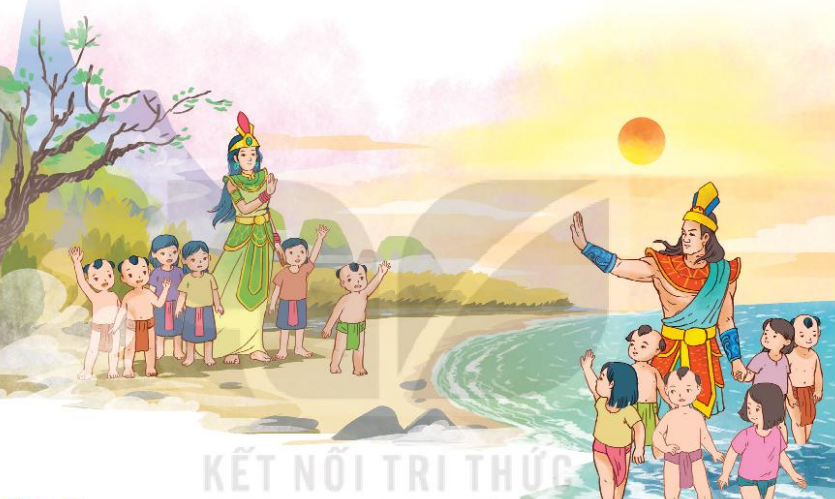 KẾT NỐI TRI THỨC